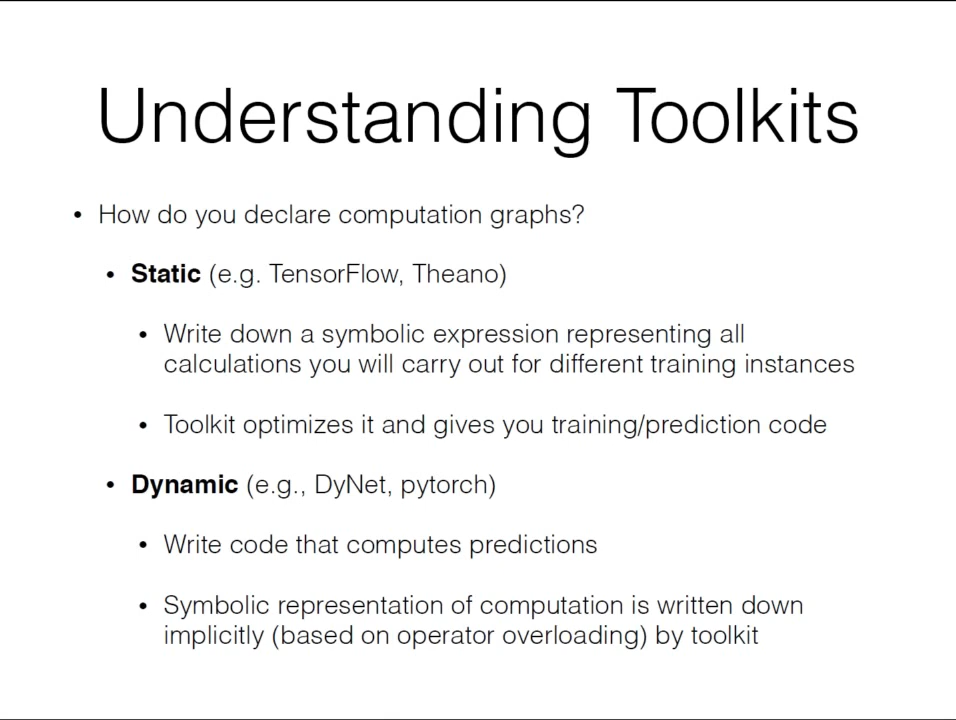 Understanding Toolkits
• How do you declare computation graphs?
• Static (e.g. TensorFlow, Theano)
• Write down a symbolic expression representing all
calculations you will carry out for different training instances
• Toolkit optimizes it and gives you training/prediction code
• Dynamic (e.g., DyNet, pytorch)
• Write code that computes predictions
• Symbolic representation of computation is written down
implicitly (based on operator overloading) by toolkit